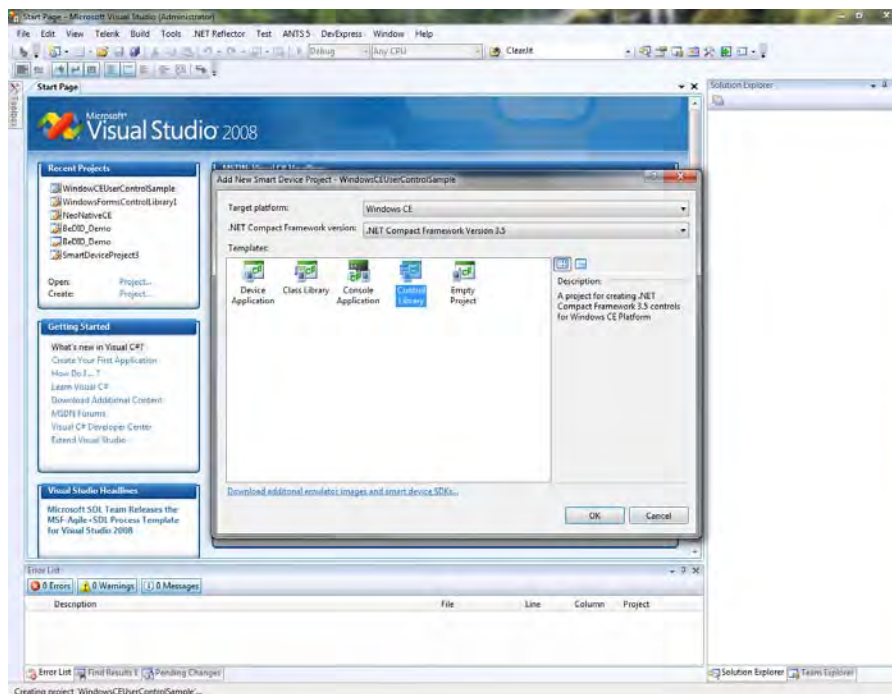 Start Page - Microsoft Visual Studio (Administrator)
File Edit View Telerik Build Tools .NET Reflector Test ANTS 5 DevExpress Window Help
Debug Any CPU ClearIt
Toolbox
Start Page
Solution Explorer
Microsoft
Visual Studio 2008
Recent Projects
WindowCEUserControlSample
WindowsFormsControlLibrary1
NeoNativeCE
BeDID_Demo
BeDID_Demo
SmartDeviceProject3
Open: Project...
Create: Project...
Getting Started
What's new in Visual C#?
Create Your First Application
How Do I...?
Learn Visual C#
Download Additional Content
MSDN Forums
Visual C# Developer Center
Extend Visual Studio
Visual Studio Headlines
Microsoft SDL Team Releases the
MSF-Agile+SDL Process Template
for Visual Studio 2008
Add New Smart Device Project - WindowsCEUserControlSample
Target platform: Windows CE
.NET Compact Framework version: .NET Compact Framework Version 3.5
Templates:
Device Application
Class Library
Console Application
Control Library
Empty Project
Description:
A project for creating .NET
Compact Framework 3.5 controls
for Windows CE Platform
Download additional emulator images and smart device SDKs...
OK Cancel
Error List
0 Errors 0 Warnings 0 Messages
Description File Line Column Project
Error List Find Results 1 Pending Changes
Solution Explorer Team Explorer
Creating project 'WindowsCEUserControlSample'...